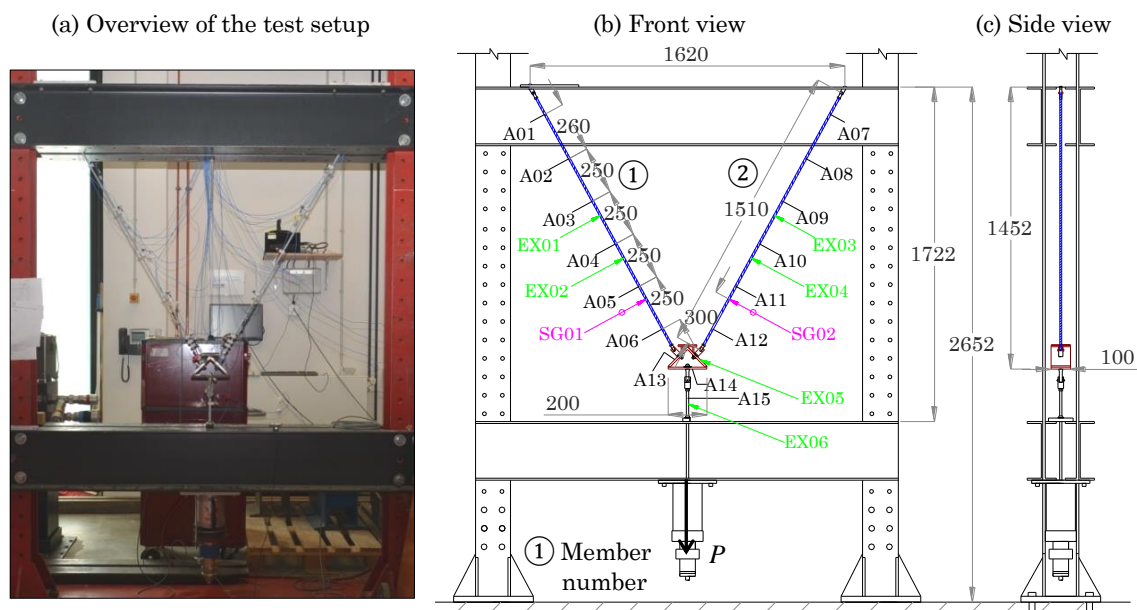 (a) Overview of the test setup
(b) Front view
(c) Side view
1620
A01
A07
260
A02
250
1
2
A08
A03
250
1510
A09
EX01
EX03
1452
1722
A04
250
A10
EX02
EX04
A05
250
A11
SG01
SG02
300
A06
A12
2652
100
A13
A14
A15
EX05
200
EX06
P
1 Member
number